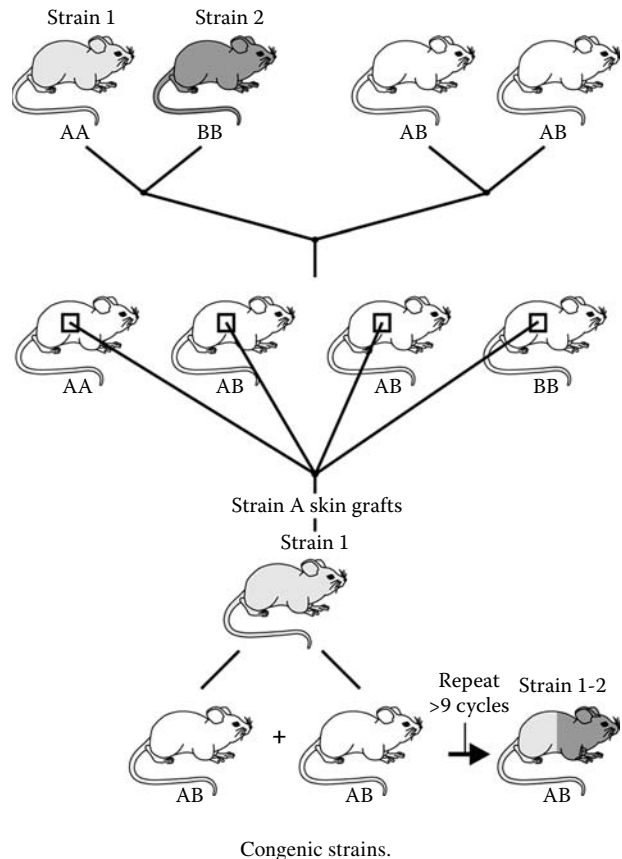 Strain 1 Strain 2
AA BB AB AB
AA AB AB BB
Strain A skin grafts
Strain 1
Repeat
>9 cycles
Strain 1-2
+
AB AB AB
Congenic strains.